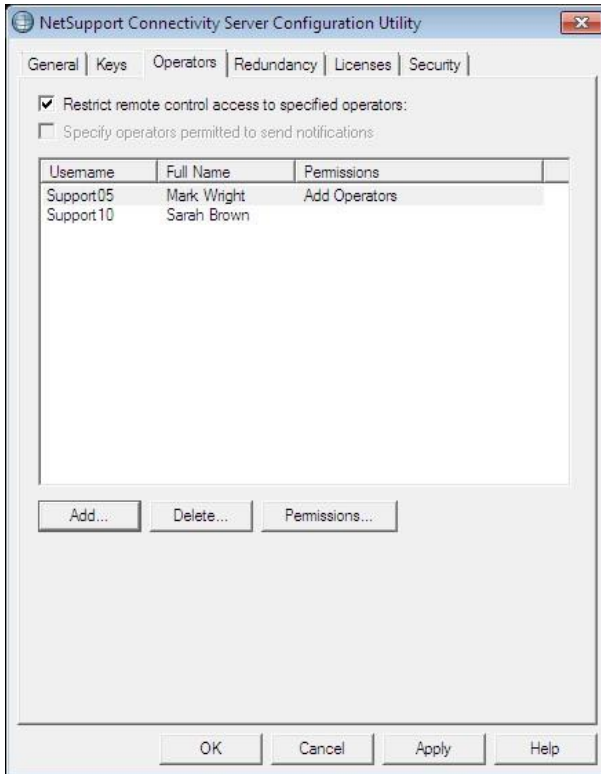 NetSupport Connectivity Server Configuration Utility
General Keys Operators Redundancy Licenses Security
Restrict remote control access to specified operators:
Specify operators permitted to send notifications
Username Full Name Permissions
Support05 Mark Wright Add Operators
Support10 Sarah Brown
Add... Delete... Permissions...
OK Cancel Apply Help